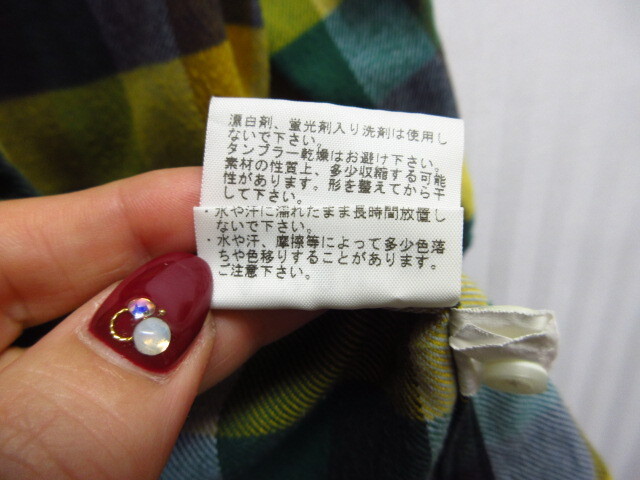 漂白剤、蛍光剤入り洗剤は使用し
ないで下さい。
タンブラー乾燥はお避け下さい。
素材の性質上、多少収縮する可能
性があります。形を整えてから干
して下さい。
・水や汗に濡れたまま長時間放置し
ないで下さい。
・水や汗、摩擦等によって多少色落
ちや色移りすることがあります。
ご注意下さい。